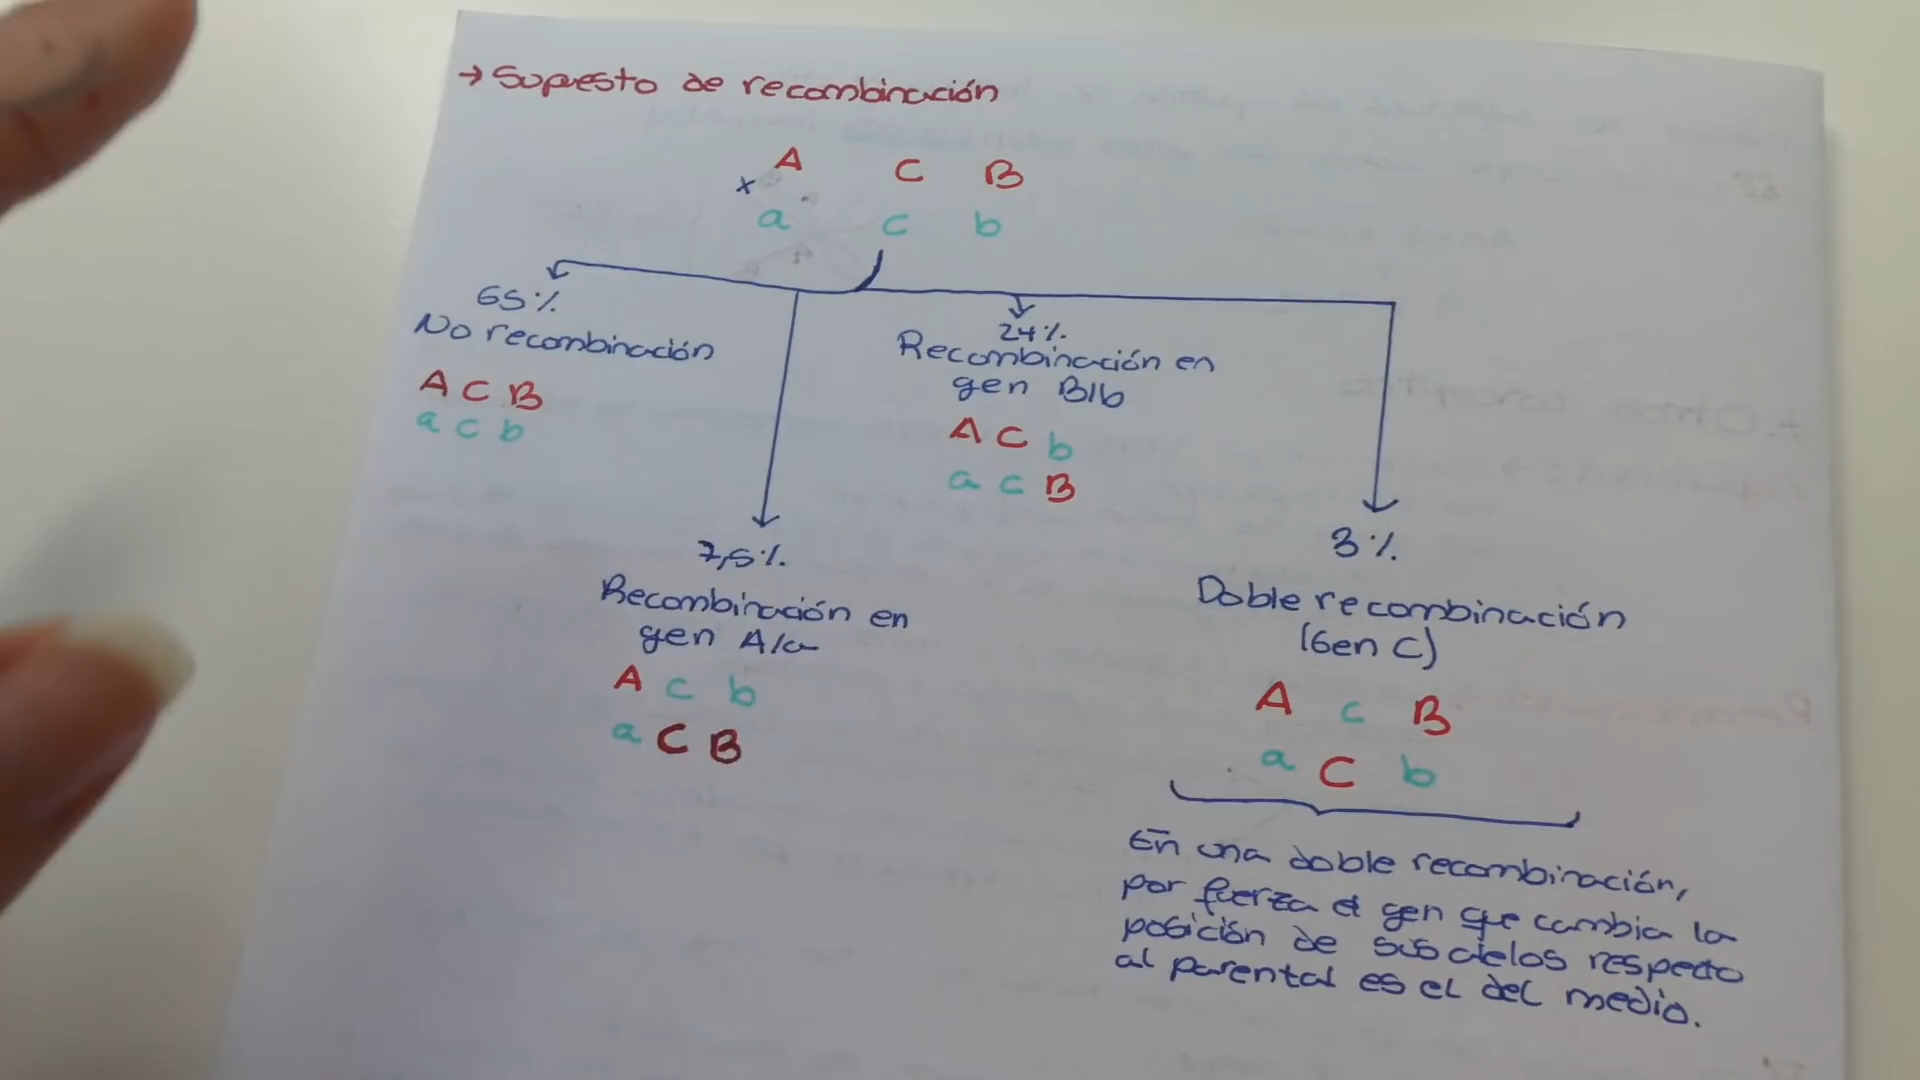 → Supuesto de recombinación
A C B
x
a c b
65%
No recombinación
A C B
a c b
24%.
Recombinación en
gen B/b
A C b
a c B
7,5%.
Recombinación en
gen A/a
A c b
a C B
3%.
Doble recombinación
(Gen C)
A c B
a C b
En una doble recombinación,
por fuerza el gen que cambia la
posición de sus alelos respecto
al parental es el del medio.